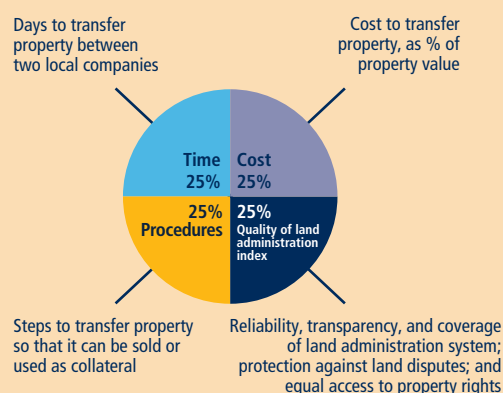 Days to transfer
property between
two local companies
Cost to transfer
property, as % of
property value
Time
25%
Cost
25%
25%
Procedures
25%
Quality of land
administration
index
Steps to transfer property
so that it can be sold or
used as collateral
Reliability, transparency, and coverage
of land administration system;
protection against land disputes; and
equal access to property rights